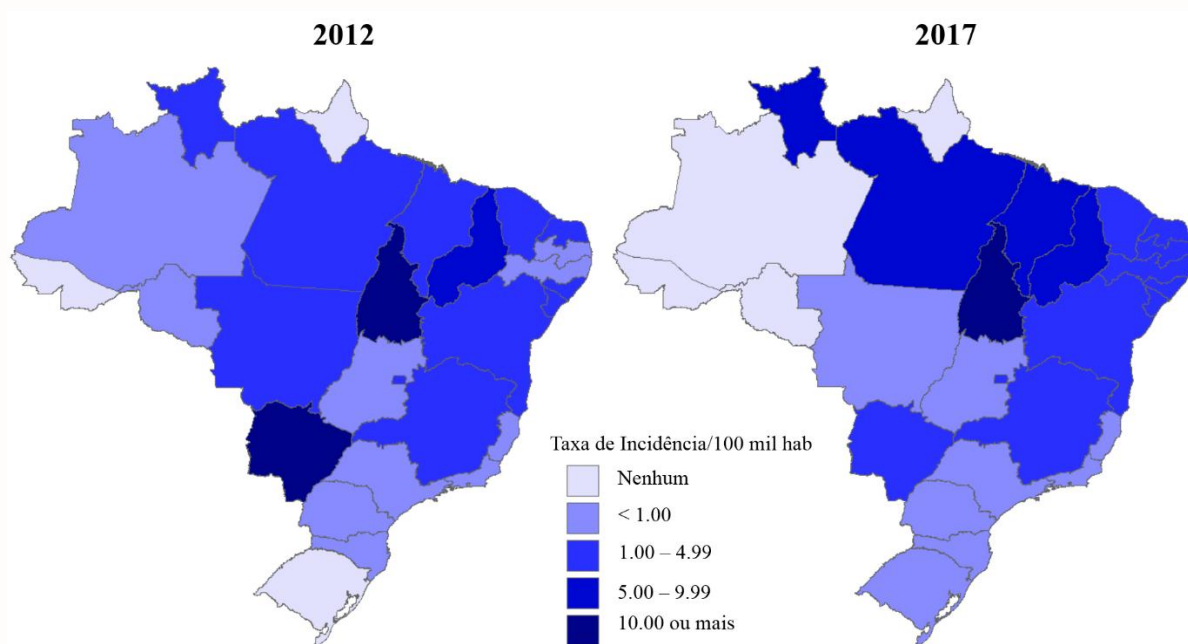 2012
2017
Taxa de Incidência/100 mil hab
Nenhum
< 1.00
1.00 – 4.99
5.00 – 9.99
10.00 ou mais